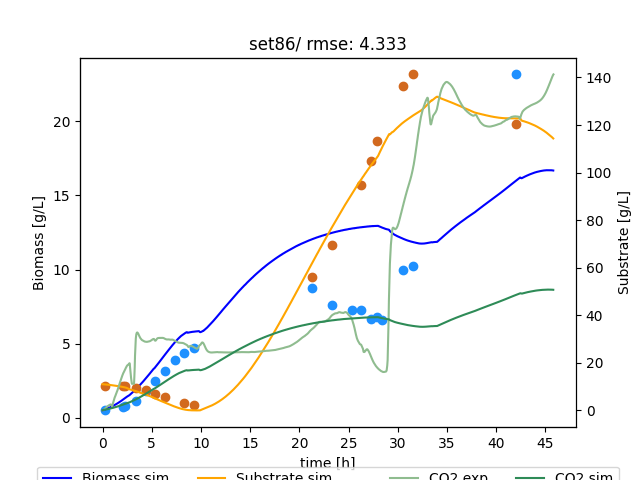 set86/ rmse: 4.333
Biomass [g/L]
0
5
10
15
20
0
20
40
60
80
100
120
140
Substrate [g/L]
0 5 10 15 20 25 30 35 40 45
time [h]
Biomass sim Substrate sim CO2 exp CO2 sim